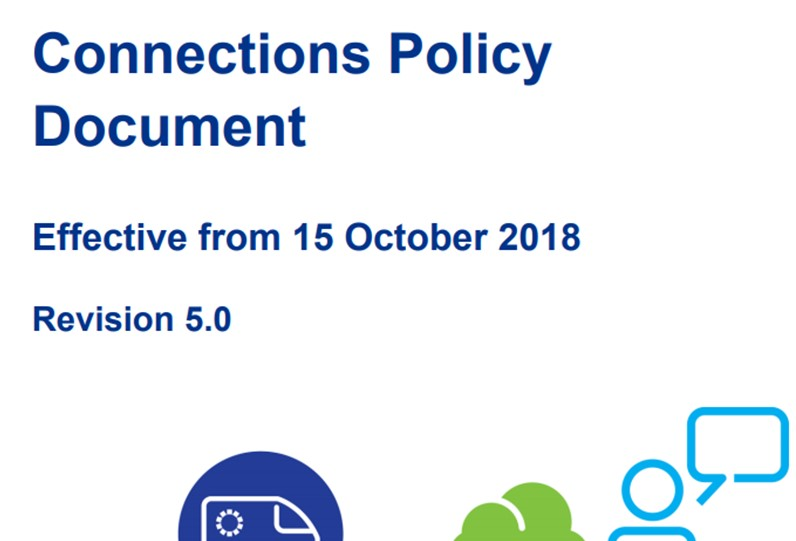 Connections Policy
Document
Effective from 15 October 2018
Revision 5.0